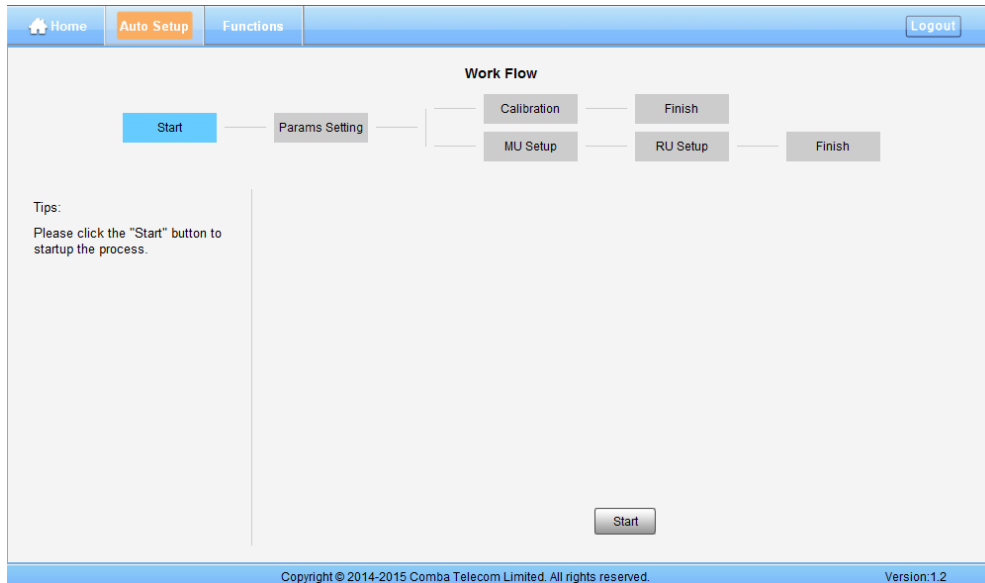 Home Auto Setup Functions Logout
Work Flow
Calibration Finish
Start Params Setting
MU Setup RU Setup Finish
Tips:
Please click the "Start" button to
startup the process.
Start
Copyright © 2014-2015 Comba Telecom Limited. All rights reserved. Version:1.2